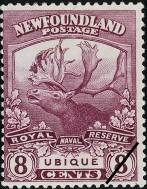 NEWFOUNDLAND
POSTAGE
ROYAL NAVAL RESERVE
8 UBIQUE 8
CENTS